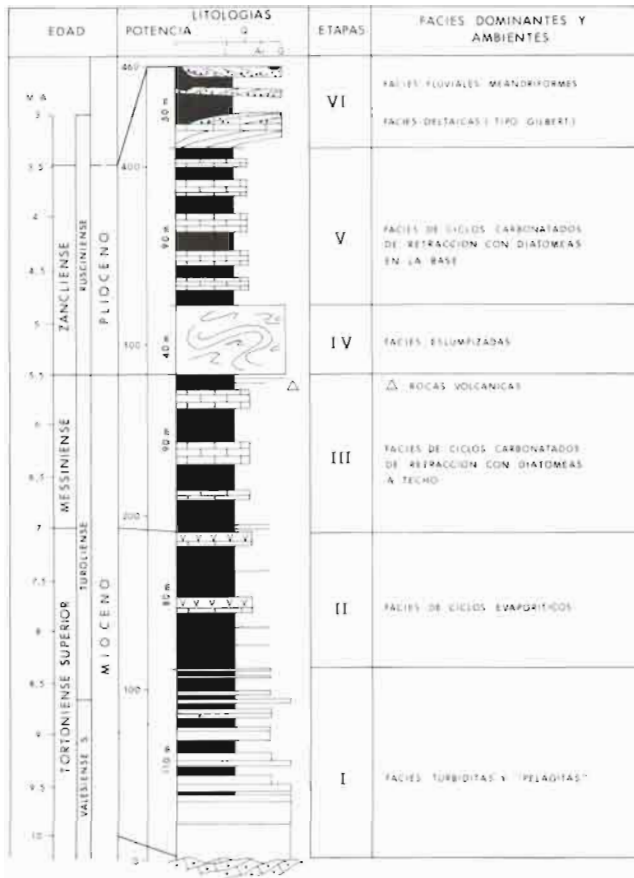 EDAD
POTENCIA
LITOLOGIAS
ETAPAS
FACIES DOMINANTES Y
AMBIENTES
M A
3
3.5
4
4.5
5
5.5
6
6.5
7
7.5
8
8.5
9
9.5
10
ZANCLIENSE
MESSINIENSE
TORTONIENSE SUPERIOR
RUSCINIENSE
TUROLIENSE
VALESIENSE S.
PLIOCENO
MIOCENO
460
400
100
200
100
0
50 m
90 m
40 m
90 m
80 m
110 m
VI
FACIES FLUVIALES MEANDRIFORMES
FACIES DELTAICAS ( TIPO GILBERT)
V
FACIES DE CICLOS CARBONATADOS
DE RETRACCION CON DIATOMEAS
EN LA BASE
IV
FACIES ESLUMPIZADAS
△ ROCAS VOLCANICAS
III
FACIES DE CICLOS CARBONATADOS
DE RETRACCION CON DIATOMEAS
A TECHO
II
FACIES DE CICLOS EVAPORITICOS
I
FACIES TURBIDITAS Y "PELAGITAS"